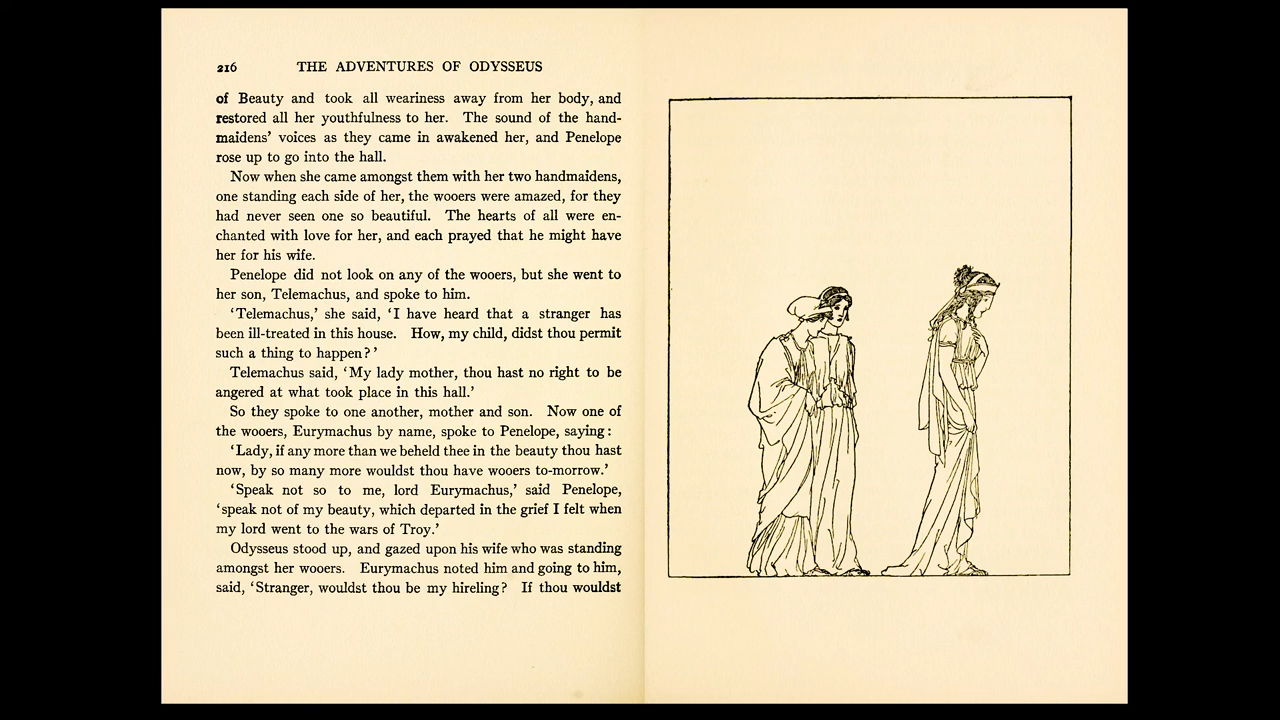 216 THE ADVENTURES OF ODYSSEUS
of Beauty and took all weariness away from her body, and
restored all her youthfulness to her. The sound of the hand-
maidens' voices as they came in awakened her, and Penelope
rose up to go into the hall.
Now when she came amongst them with her two handmaidens,
one standing each side of her, the wooers were amazed, for they
had never seen one so beautiful. The hearts of all were en-
chanted with love for her, and each prayed that he might have
her for his wife.
Penelope did not look on any of the wooers, but she went to
her son, Telemachus, and spoke to him.
‘Telemachus,’ she said, ‘I have heard that a stranger has
been ill-treated in this house. How, my child, didst thou permit
such a thing to happen?’
Telemachus said, ‘My lady mother, thou hast no right to be
angered at what took place in this hall.’
So they spoke to one another, mother and son. Now one of
the wooers, Eurymachus by name, spoke to Penelope, saying:
‘Lady, if any more than we beheld thee in the beauty thou hast
now, by so many more wouldst thou have wooers to-morrow.’
‘Speak not so to me, lord Eurymachus,’ said Penelope,
‘speak not of my beauty, which departed in the grief I felt when
my lord went to the wars of Troy.’
Odysseus stood up, and gazed upon his wife who was standing
amongst her wooers. Eurymachus noted him and going to him,
said, ‘Stranger, wouldst thou be my hireling? If thou wouldst